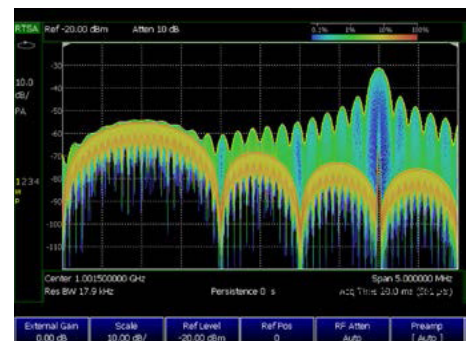 RTSA Ref -20.00 dBm Atten 10 dB
0.1% 1% 10% 100%
10.0
dB/
PA
-30
-40
-50
-60
-70
-80
-90
-100
-110
1234
Center 1.001500000 GHz Span 5.000000 MHz
Res BW 17.9 kHz Persistence 0 s Acq Time
External Gain Scale Ref Level Ref Pos RF Atten Preamp
0.00 dB 10.00 dB/ -20.00 dBm 0 Auto [ Auto ]